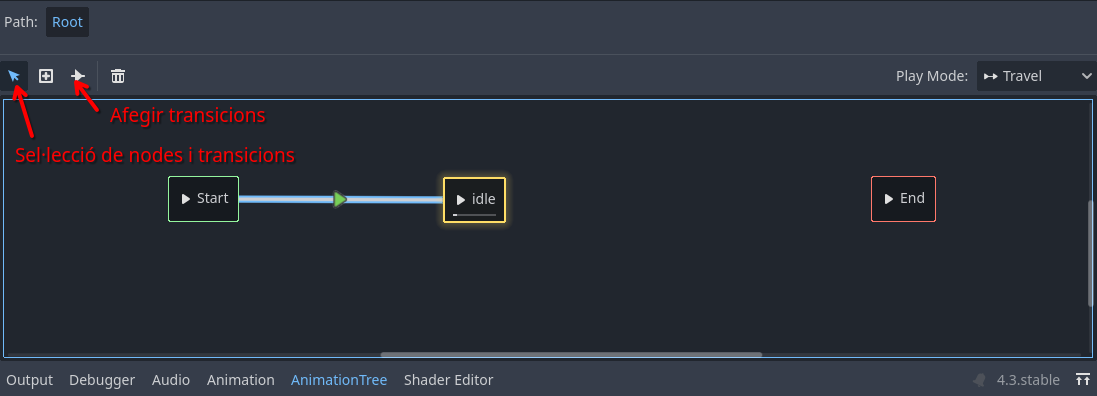 Path: Root
Play Mode: Travel
Afegir transicions
Sel·lecció de nodes i transicions
Start
idle
End
Output Debugger Audio Animation AnimationTree Shader Editor 4.3.stable